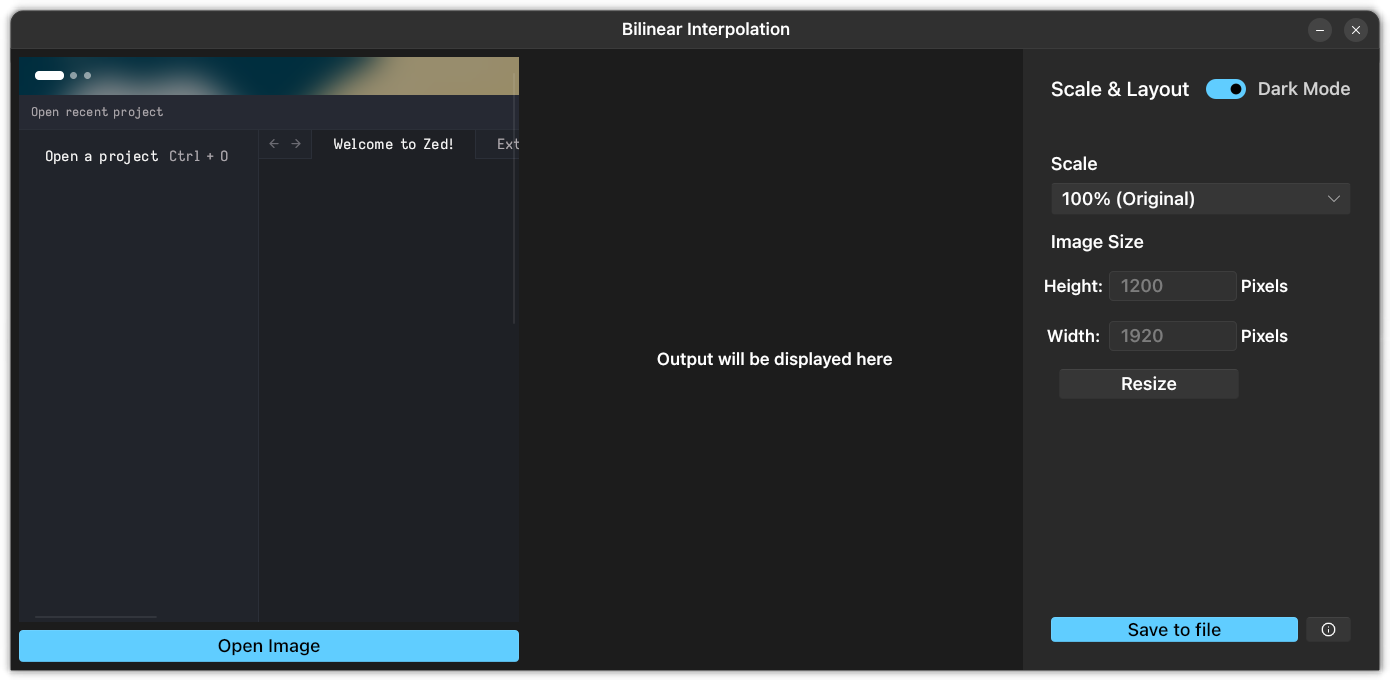 Bilinear Interpolation
Open recent project
Open a project Ctrl + O
Welcome to Zed!
Ext
Open Image
Output will be displayed here
Scale & Layout
Dark Mode
Scale
100% (Original)
Image Size
Height: 1200 Pixels
Width: 1920 Pixels
Resize
Save to file